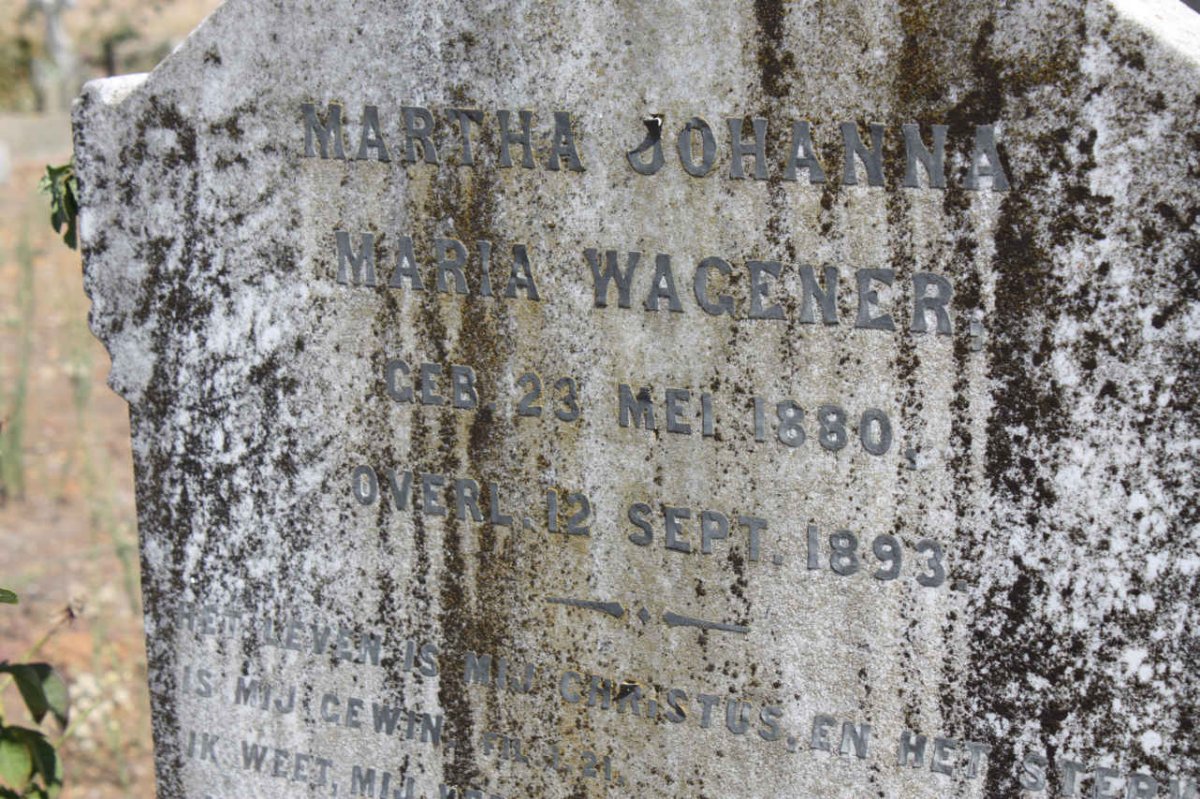 MARTHA JOHANNA
MARIA WAGENER,
GEB. 23 MEI 1880,
OVERL. 12 SEPT. 1893.
HET LEVEN IS MIJ CHRISTUS, EN HET
IS MIJ GEWIN. FIL. 1:21.
IK WEET, MIJ